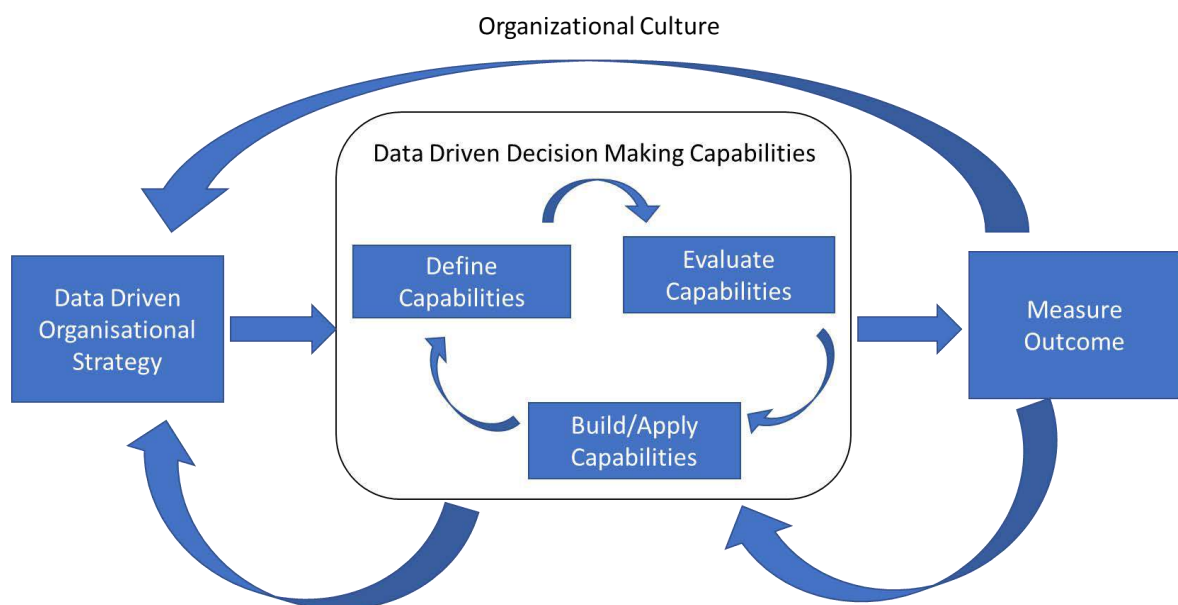 Organizational Culture
Data Driven Decision Making Capabilities
Data Driven
Organisational
Strategy
Define
Capabilities
Evaluate
Capabilities
Build/Apply
Capabilities
Measure
Outcome